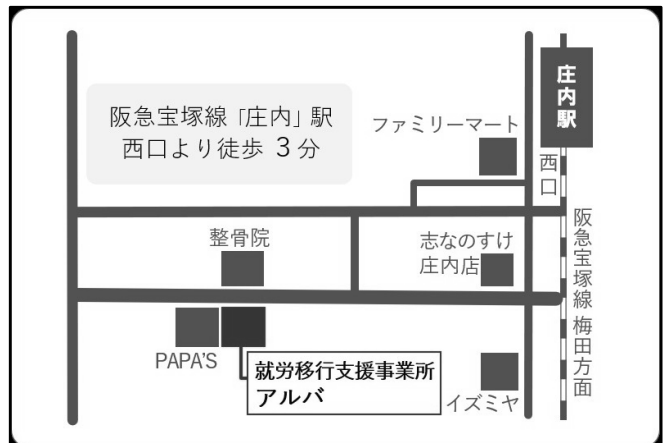 阪急宝塚線「庄内」駅
西口より徒歩 3 分
ファミリーマート
庄内駅
西口
整骨院
志なのすけ
庄内店
阪急宝塚線 梅田方面
PAPA'S
就労移行支援事業所
アルバ
イズミヤ